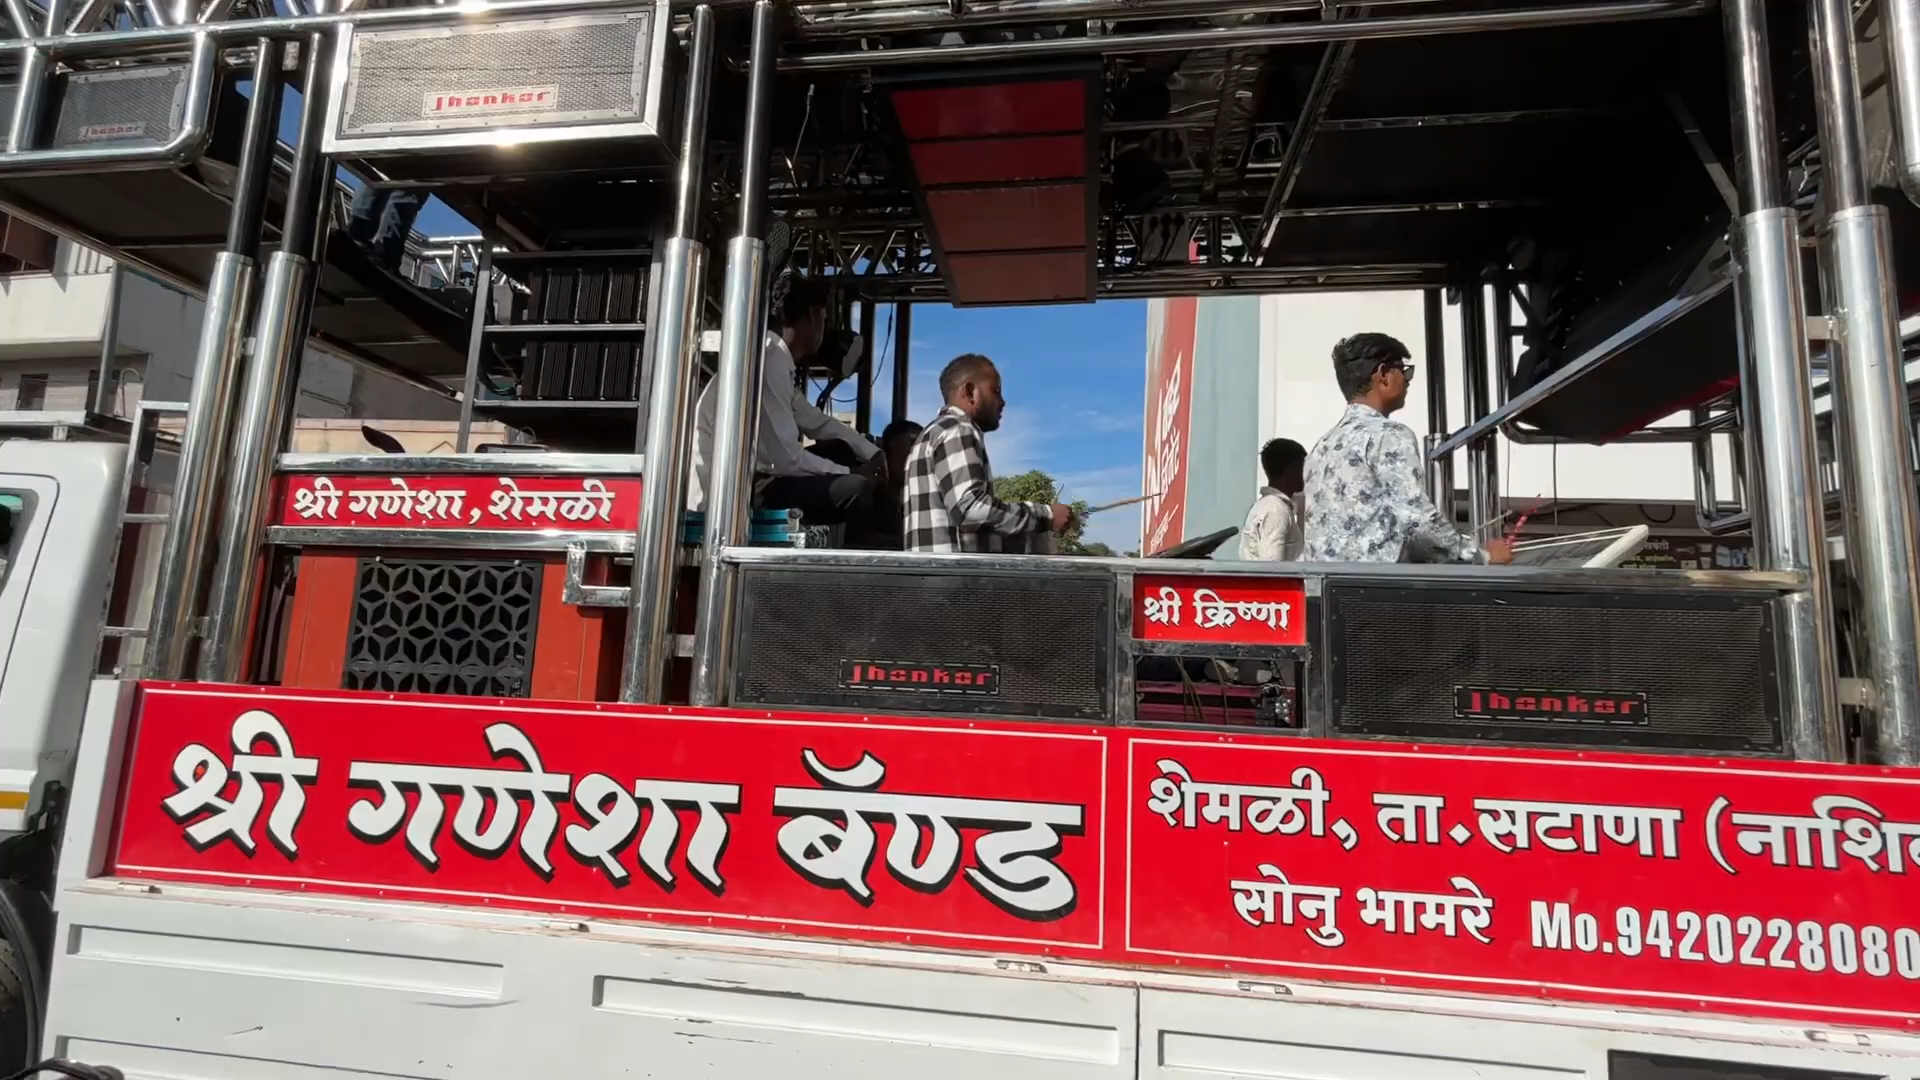 Jhankar
Jhankar
श्री गणेशा, शेमळी
श्री क्रिष्णा
Jhankar
Jhankar
श्री गणेशा बॅण्ड
शेमळी, ता.सटाणा (नाशि
सोनु भामरे Mo.9420228080